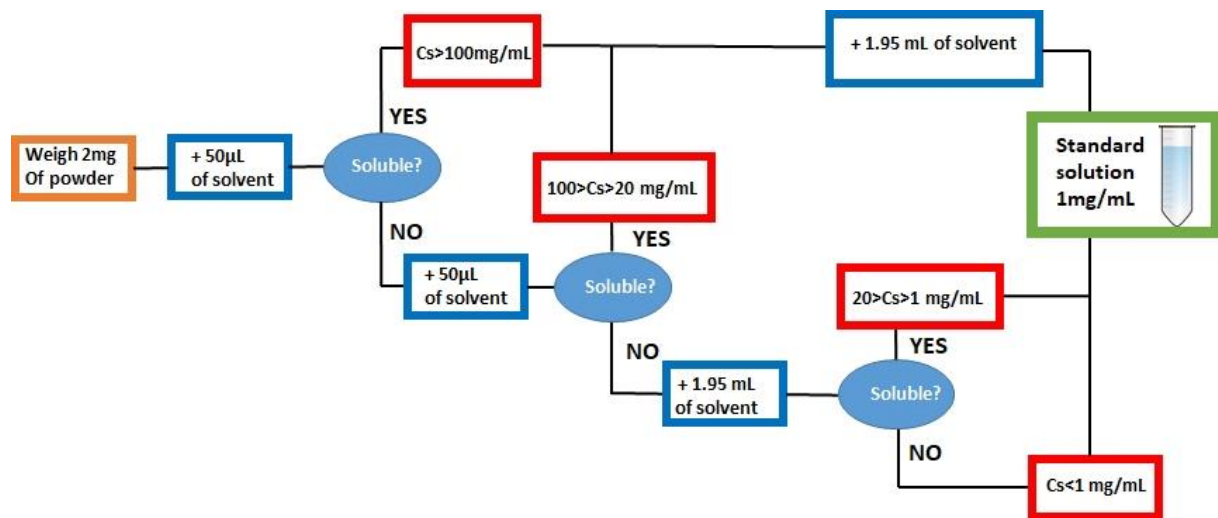 Weigh 2mg
Of powder
+ 50µL
of solvent
Soluble?
YES
Cs>100mg/mL
+ 1.95 mL of solvent
Standard
solution
1mg/mL
NO
+ 50µL
of solvent
Soluble?
YES
100>Cs>20 mg/mL
NO
+ 1.95 mL
of solvent
Soluble?
YES
20>Cs>1 mg/mL
NO
Cs<1 mg/mL